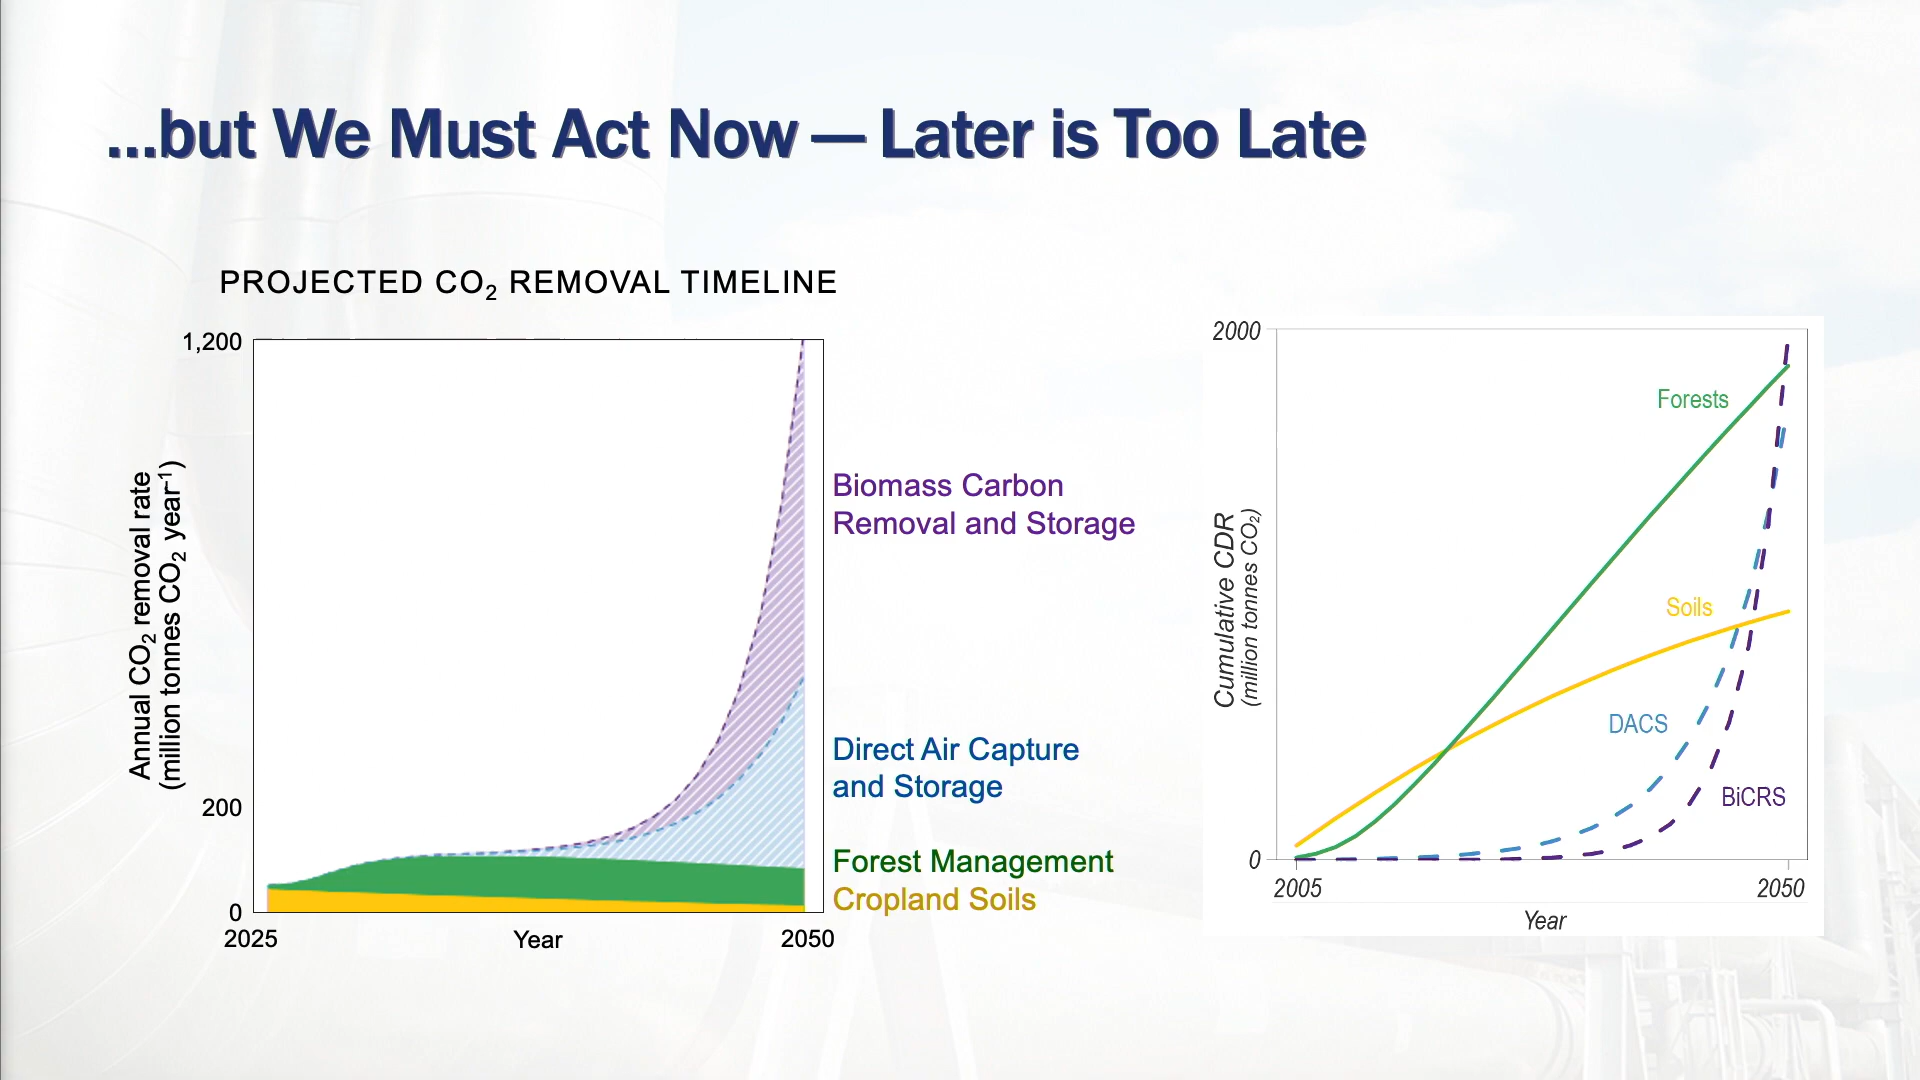 ...but We Must Act Now — Later is Too Late
PROJECTED CO₂ REMOVAL TIMELINE
Annual CO₂ removal rate
(million tonnes CO₂ year⁻¹)
1,200
200
0
2025
Year
2050
Biomass Carbon
Removal and Storage
Direct Air Capture
and Storage
Forest Management
Cropland Soils
Cumulative CDR
(million tonnes CO₂)
2000
0
Forests
Soils
DACS
BiCRS
2005
2050
Year